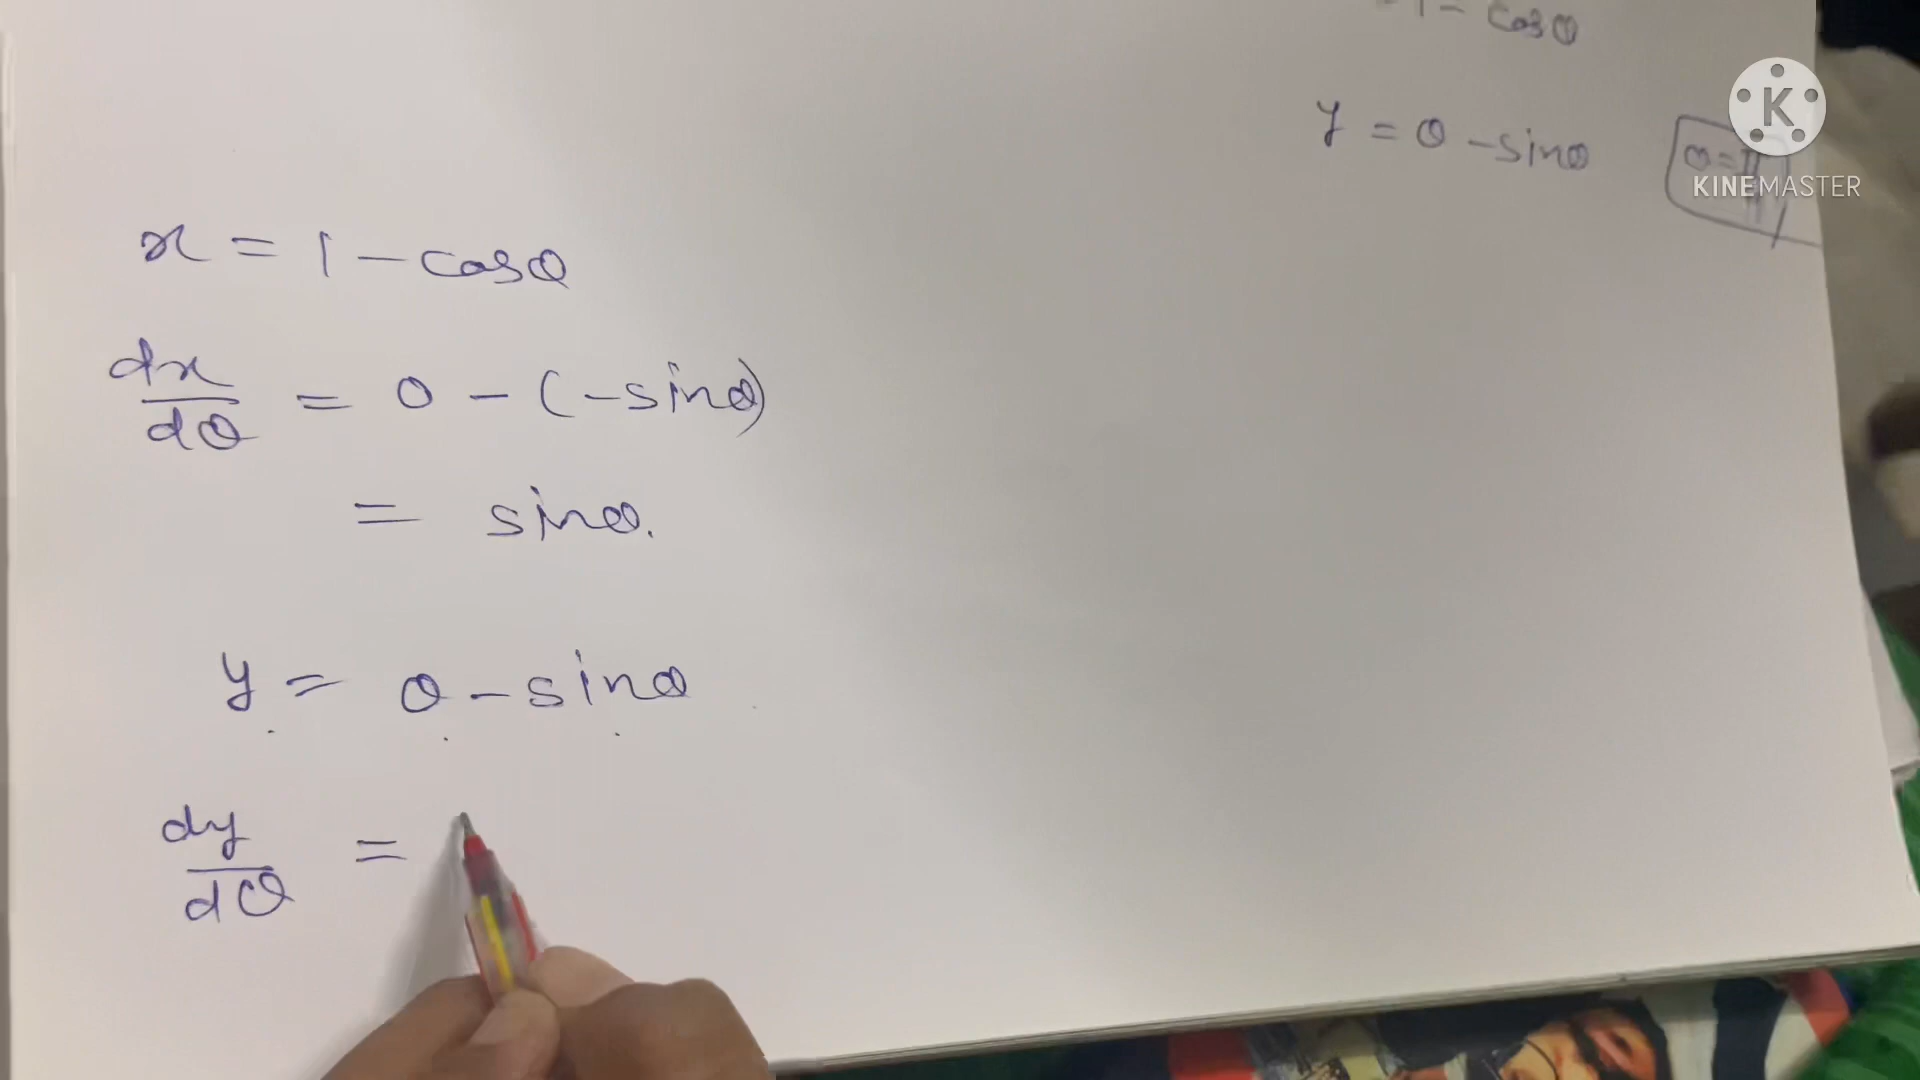 1 - cosθ
y = θ - sinθ
KINEMASTER
x = 1 - cosθ
dx/dθ = 0 - (-sinθ)
= sinθ.
y = θ - sinθ
dy/dθ =